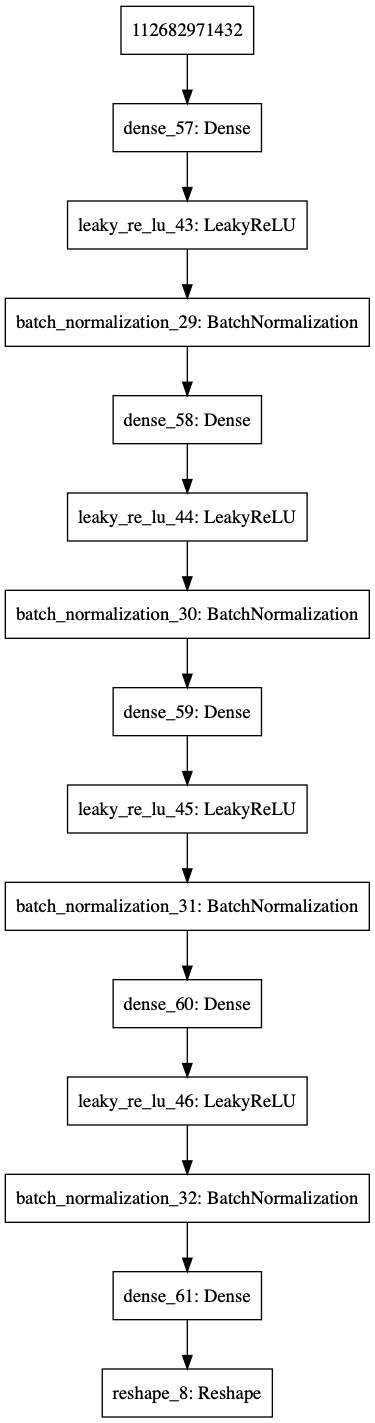 112682971432
dense_57: Dense
leaky_re_lu_43: LeakyReLU
batch_normalization_29: BatchNormalization
dense_58: Dense
leaky_re_lu_44: LeakyReLU
batch_normalization_30: BatchNormalization
dense_59: Dense
leaky_re_lu_45: LeakyReLU
batch_normalization_31: BatchNormalization
dense_60: Dense
leaky_re_lu_46: LeakyReLU
batch_normalization_32: BatchNormalization
dense_61: Dense
reshape_8: Reshape